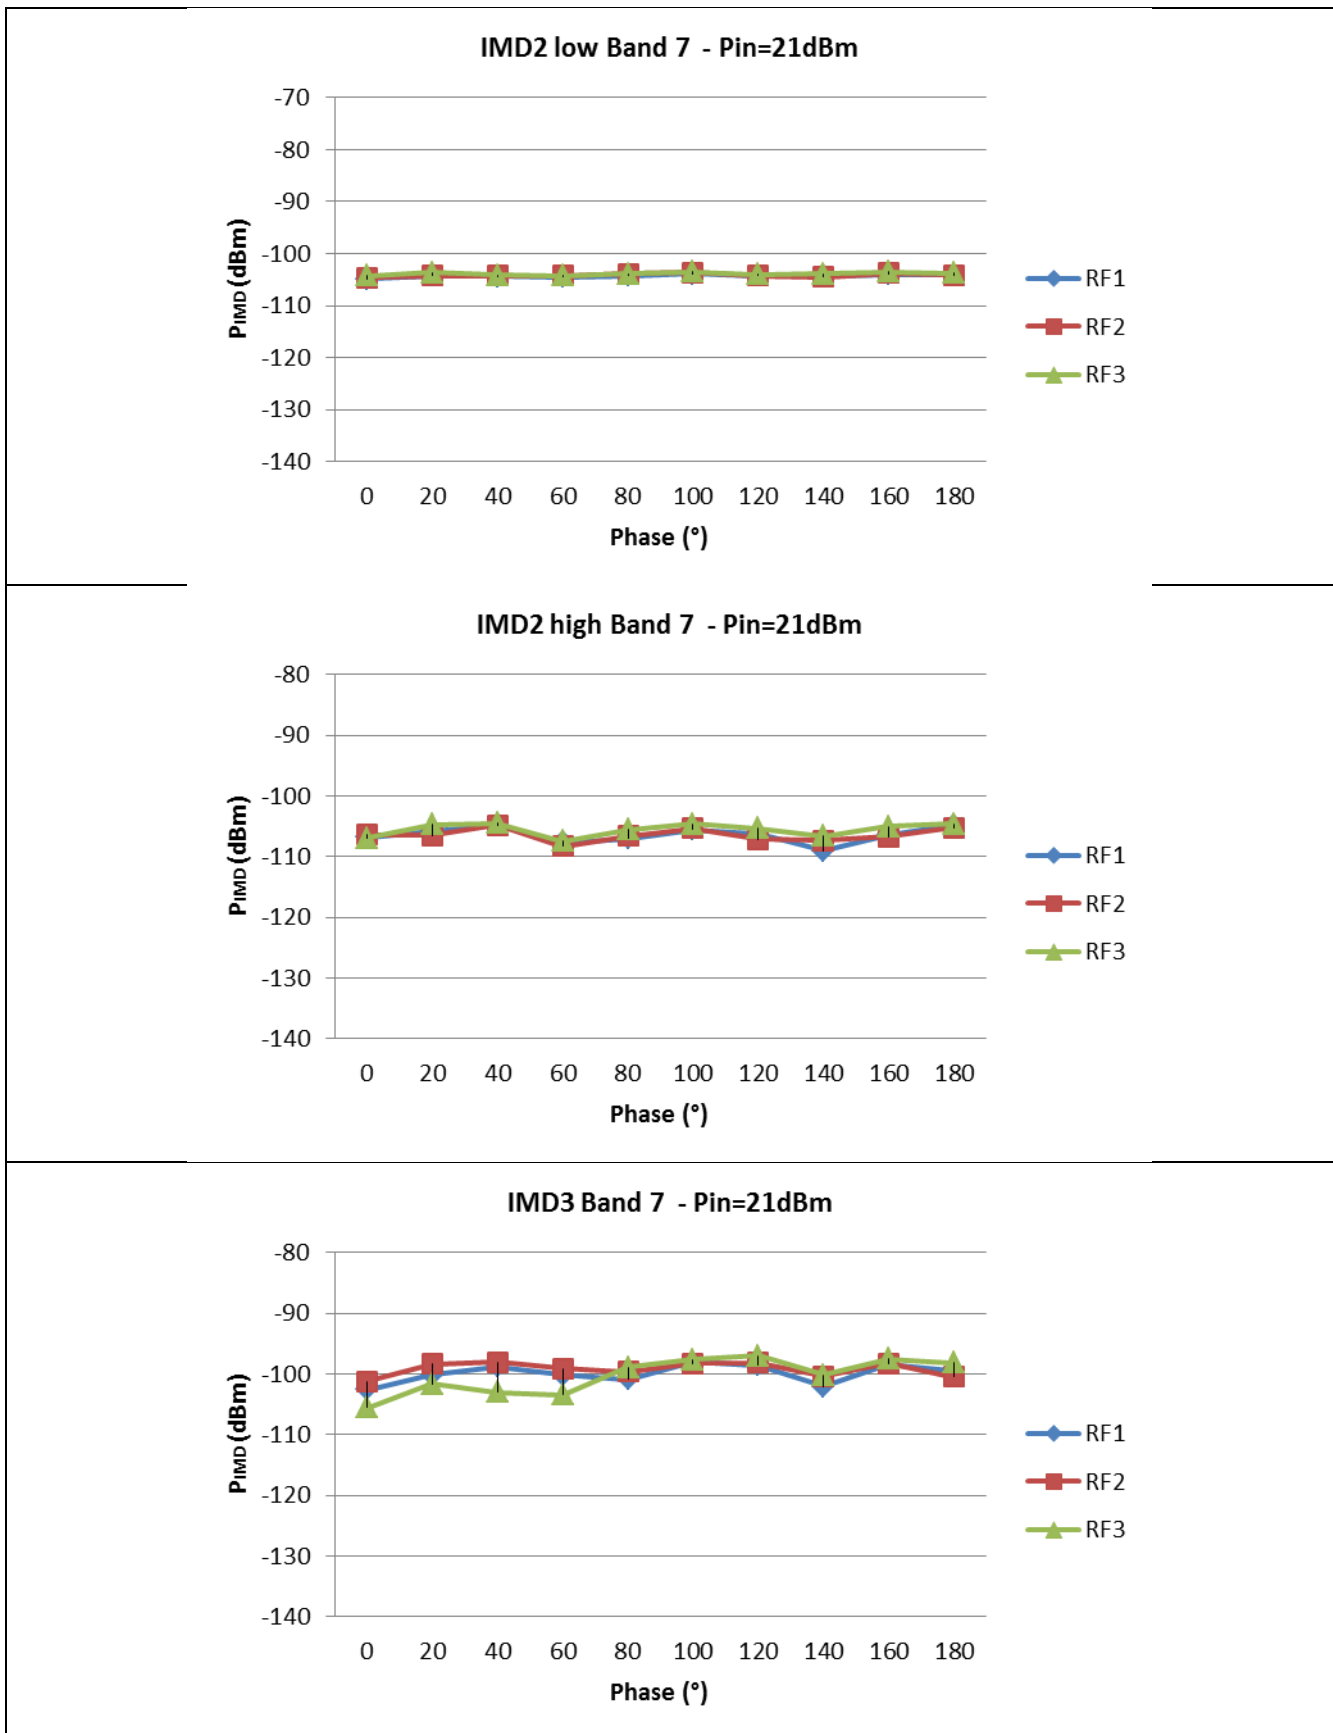 IMD2 low Band 7 - Pin=21dBm
-70
-80
-90
-100
-110
-120
-130
-140
PIMD (dBm)
0 20 40 60 80 100 120 140 160 180
Phase (°)
RF1
RF2
RF3
IMD2 high Band 7 - Pin=21dBm
-80
-90
-100
-110
-120
-130
-140
PIMD (dBm)
0 20 40 60 80 100 120 140 160 180
Phase (°)
RF1
RF2
RF3
IMD3 Band 7 - Pin=21dBm
-80
-90
-100
-110
-120
-130
-140
PIMD (dBm)
0 20 40 60 80 100 120 140 160 180
Phase (°)
RF1
RF2
RF3